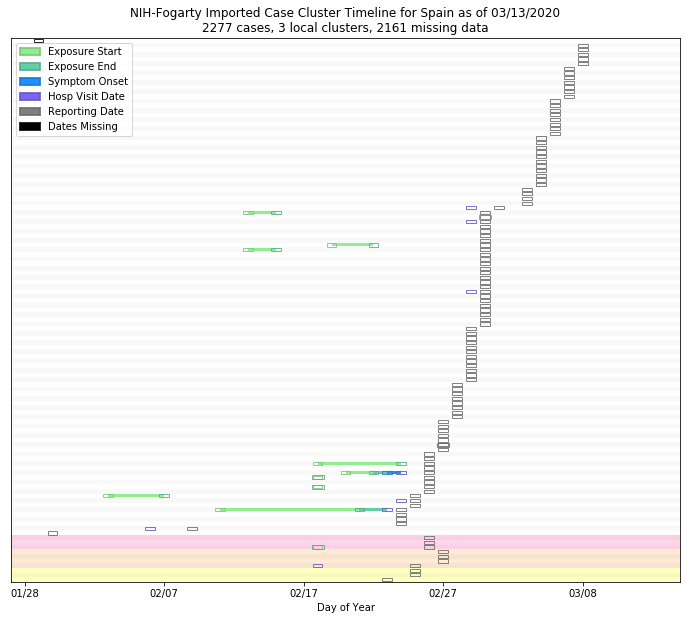 NIH-Fogarty Imported Case Cluster Timeline for Spain as of 03/13/2020
2277 cases, 3 local clusters, 2161 missing data
Exposure Start
Exposure End
Symptom Onset
Hosp Visit Date
Reporting Date
Dates Missing
01/28
02/07
02/17
02/27
03/08
Day of Year